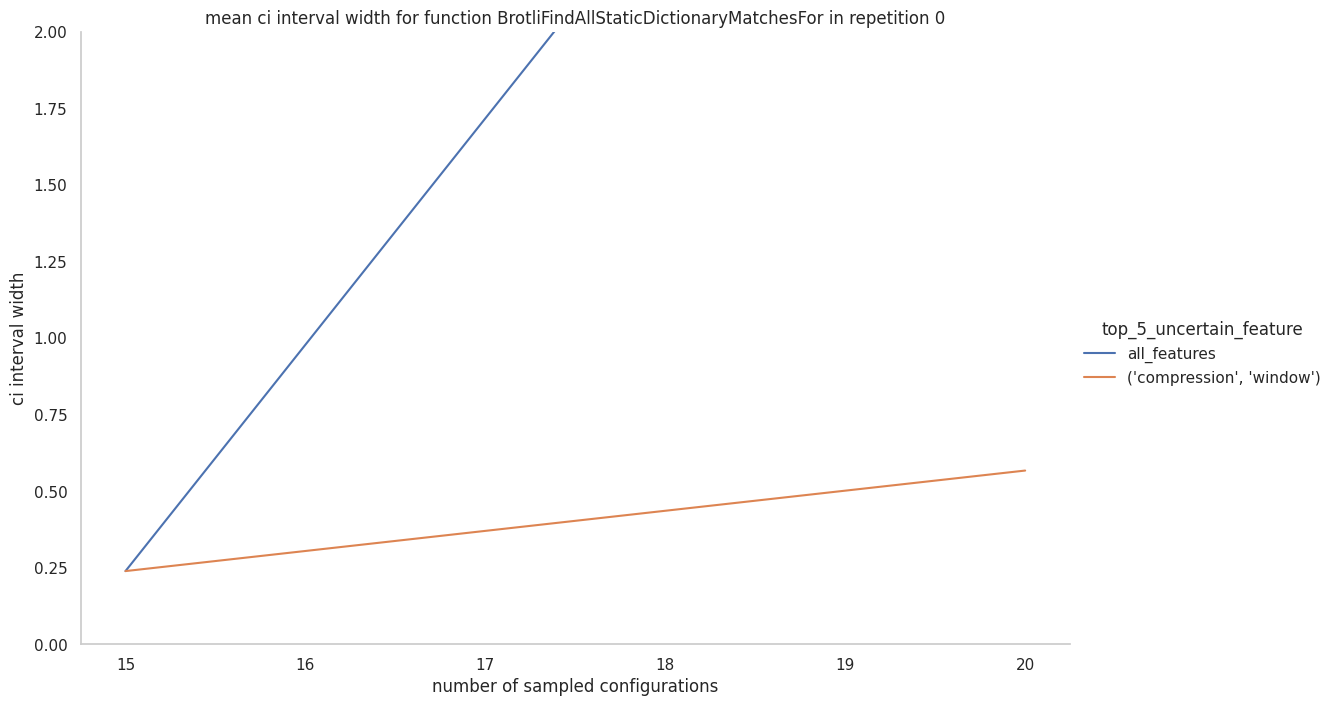 mean ci interval width for function BrotliFindAllStaticDictionaryMatchesFor in repetition 0
2.00
1.75
1.50
1.25
1.00
0.75
0.50
0.25
0.00
ci interval width
15 16 17 18 19 20
number of sampled configurations
top_5_uncertain_feature
all_features
('compression', 'window')